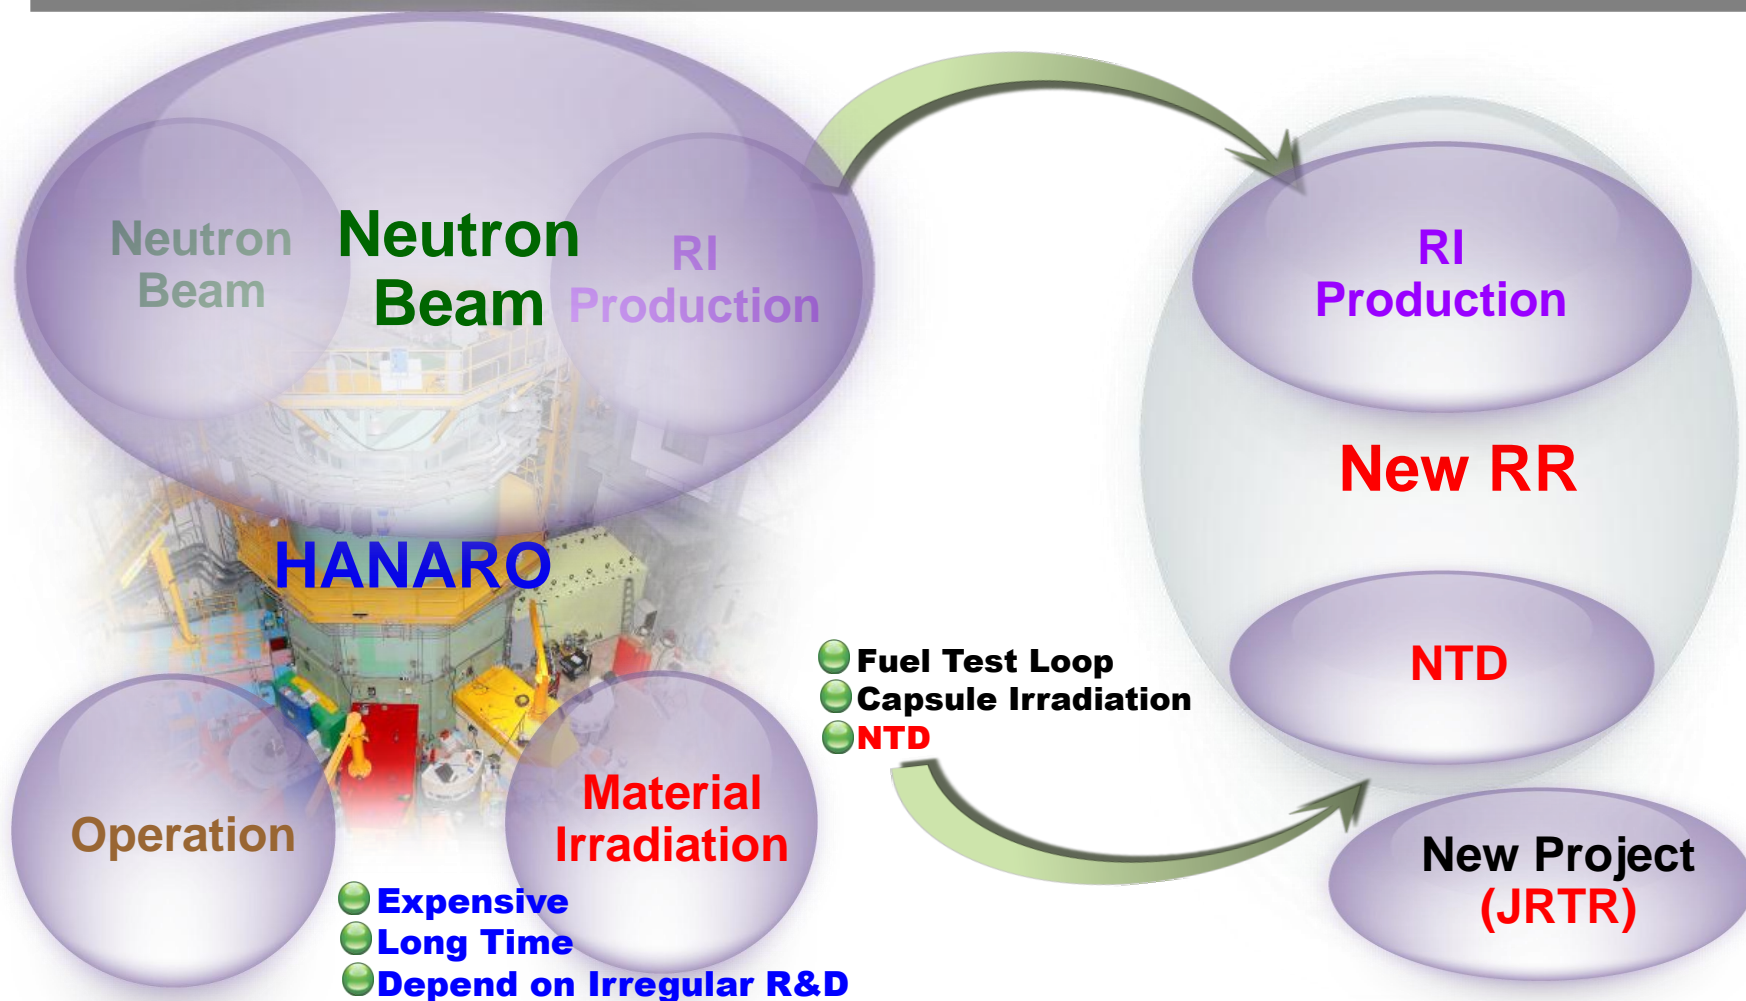 Neutron
Beam
Neutron
Beam
RI
Production
HANARO
Operation
Material
Irradiation
Expensive
Long Time
Depend on Irregular R&D
Fuel Test Loop
Capsule Irradiation
NTD
RI
Production
New RR
NTD
New Project
(JRTR)